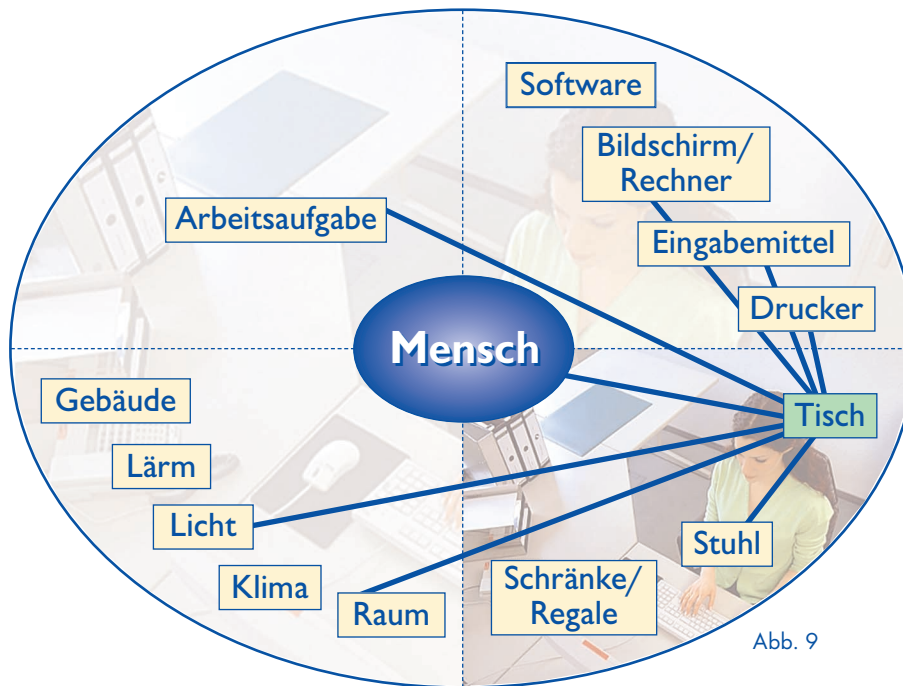 Software
Bildschirm/
Rechner
Arbeitsaufgabe
Eingabemittel
Drucker
Mensch
Gebäude
Tisch
Lärm
Licht
Stuhl
Klima
Schränke/
Regale
Raum
Abb. 9